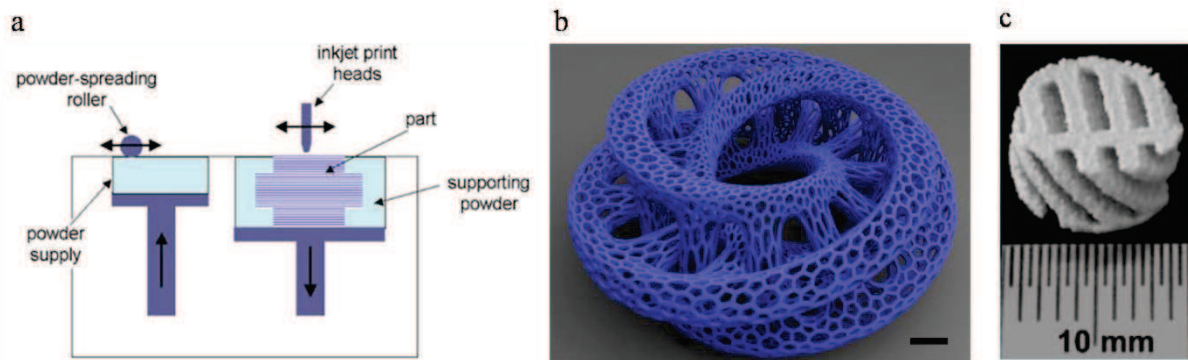 a
b
c
powder-spreading
roller
inkjet print
heads
part
supporting
powder
powder
supply
10 mm